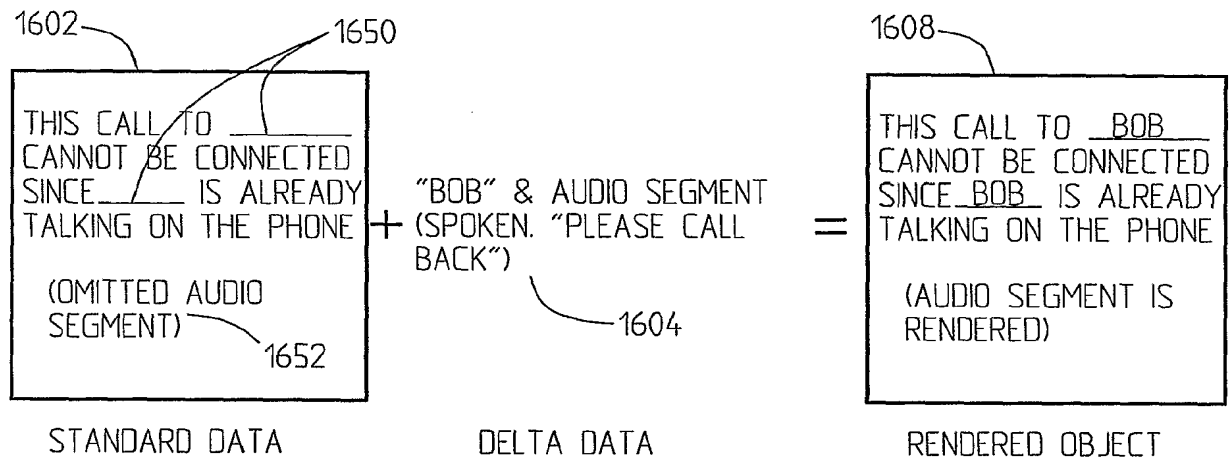 1602
1650
1608
THIS CALL TO ________
CANNOT BE CONNECTED
SINCE ______ IS ALREADY
TALKING ON THE PHONE
(OMITTED AUDIO
SEGMENT)
1652
+
"BOB" & AUDIO SEGMENT
(SPOKEN. "PLEASE CALL
BACK")
1604
=
THIS CALL TO BOB
CANNOT BE CONNECTED
SINCE BOB IS ALREADY
TALKING ON THE PHONE
(AUDIO SEGMENT IS
RENDERED)
STANDARD DATA
DELTA DATA
RENDERED OBJECT